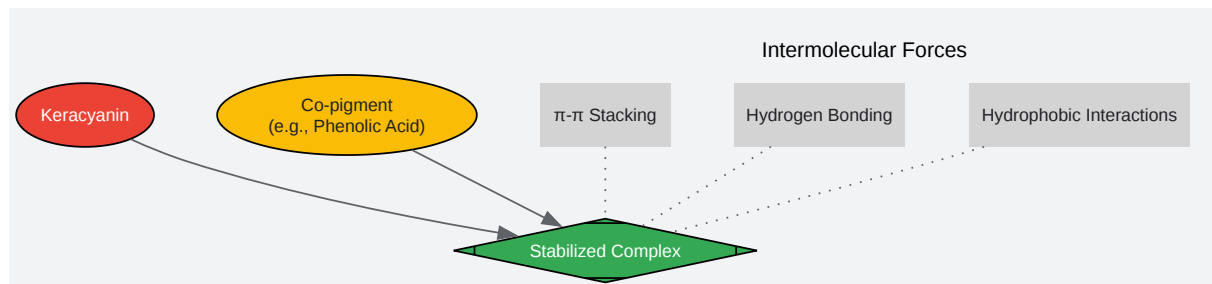 Intermolecular Forces
Keracyanin
Co-pigment
(e.g., Phenolic Acid)
π-π Stacking
Hydrogen Bonding
Hydrophobic Interactions
Stabilized Complex